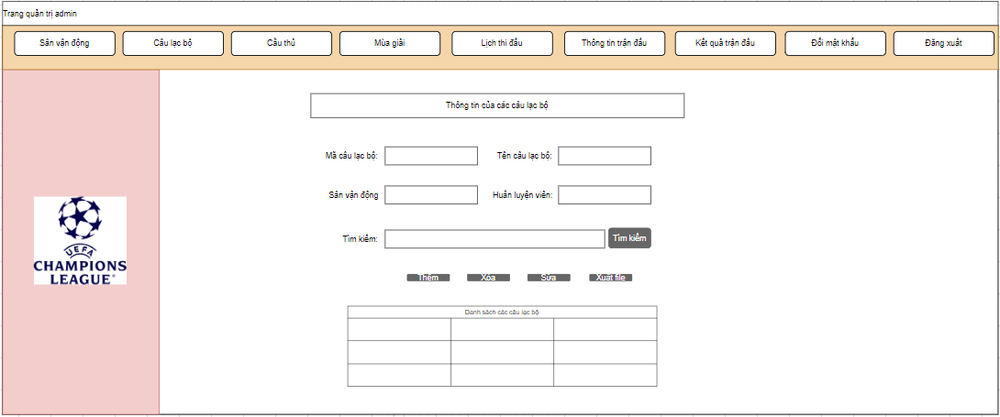 Trang quản trị admin
Sân vận động Câu lạc bộ Cầu thủ Mùa giải Lịch thi đấu Thông tin trận đấu Kết quả trận đấu Đổi mật khẩu Đăng xuất
Thông tin của các câu lạc bộ
Mã câu lạc bộ: Tên câu lạc bộ:
Sân vận động Huấn luyện viên:
Tìm kiếm: Tìm kiếm
UEFA
CHAMPIONS
LEAGUE®
Thêm Xóa Sửa Xuất file
Danh sách các câu lạc bộ